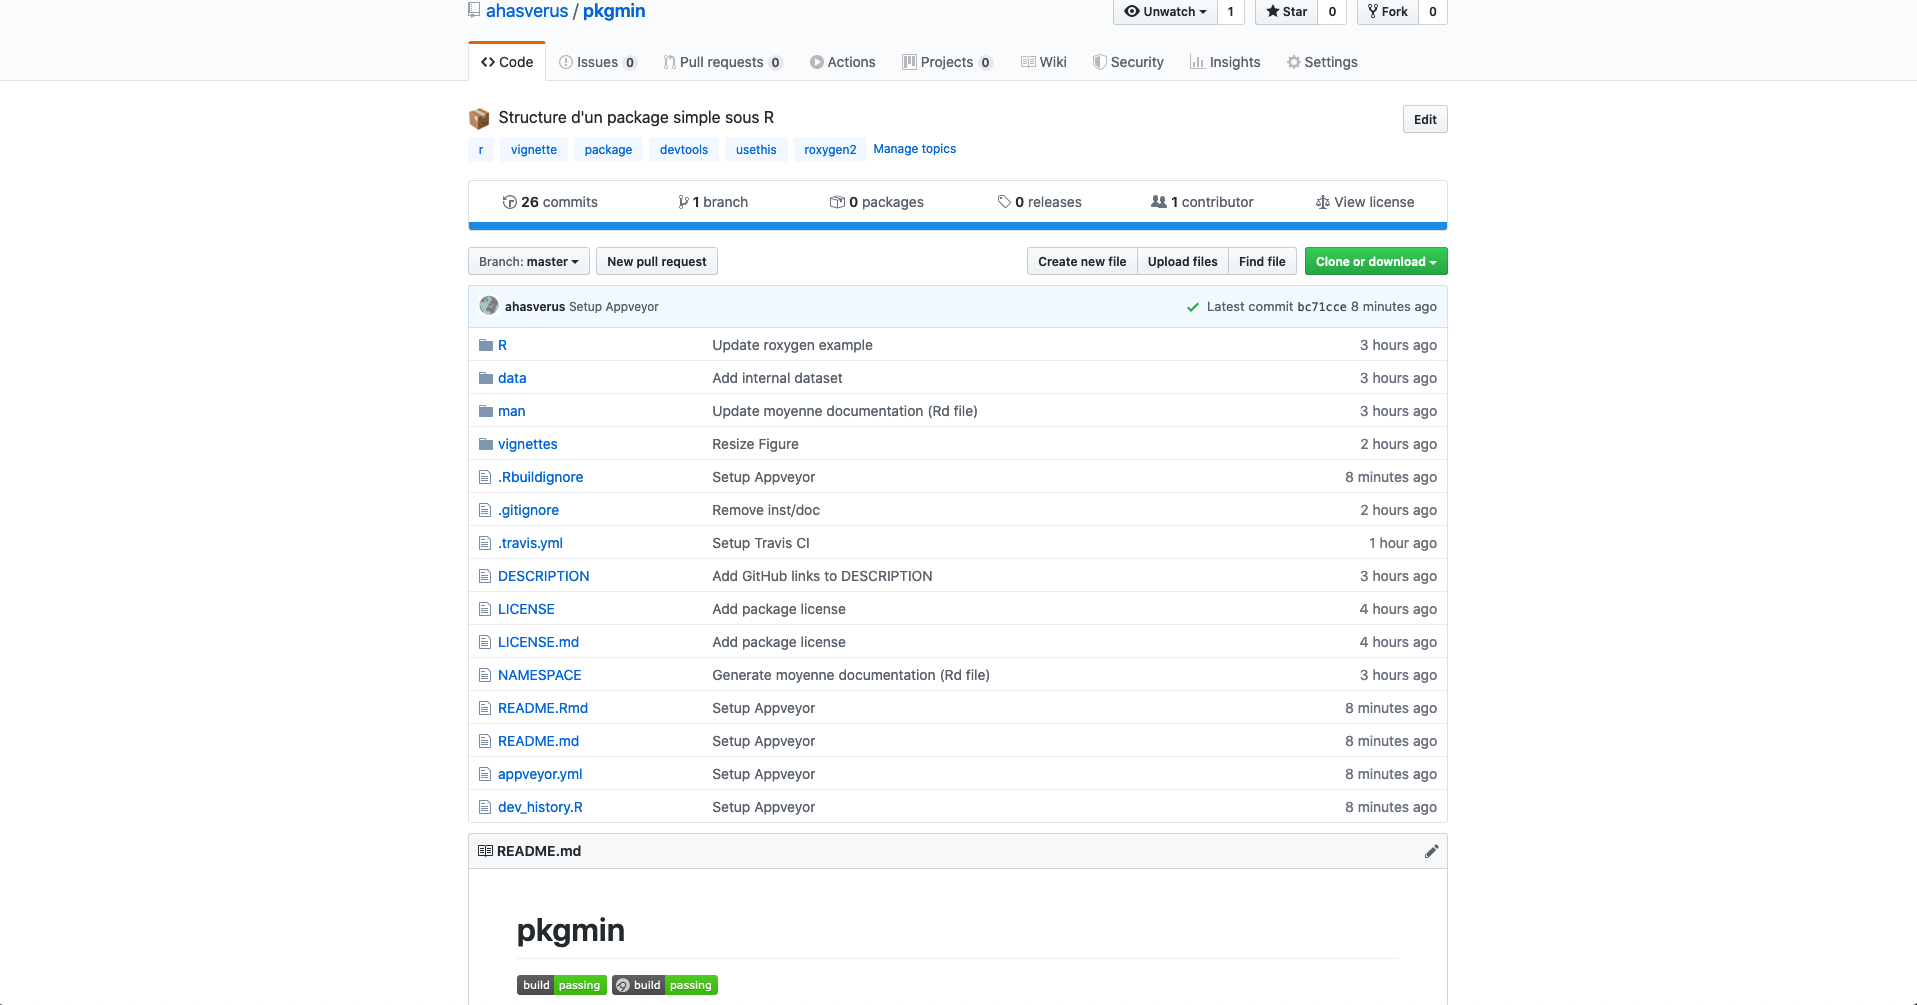 ahasverus / pkgmin
Unwatch 1 Star 0 Fork 0
Code Issues 0 Pull requests 0 Actions Projects 0 Wiki Security Insights Settings
Structure d'un package simple sous R Edit
r vignette package devtools usethis roxygen2 Manage topics
26 commits 1 branch 0 packages 0 releases 1 contributor View license
Branch: master New pull request Create new file Upload files Find file Clone or download
ahasverus Setup Appveyor Latest commit bc71cce 8 minutes ago
R Update roxygen example 3 hours ago
data Add internal dataset 3 hours ago
man Update moyenne documentation (Rd file) 3 hours ago
vignettes Resize Figure 2 hours ago
.Rbuildignore Setup Appveyor 8 minutes ago
.gitignore Remove inst/doc 2 hours ago
.travis.yml Setup Travis CI 1 hour ago
DESCRIPTION Add GitHub links to DESCRIPTION 3 hours ago
LICENSE Add package license 4 hours ago
LICENSE.md Add package license 4 hours ago
NAMESPACE Generate moyenne documentation (Rd file) 3 hours ago
README.Rmd Setup Appveyor 8 minutes ago
README.md Setup Appveyor 8 minutes ago
appveyor.yml Setup Appveyor 8 minutes ago
dev_history.R Setup Appveyor 8 minutes ago
README.md
pkgmin
build passing build passing